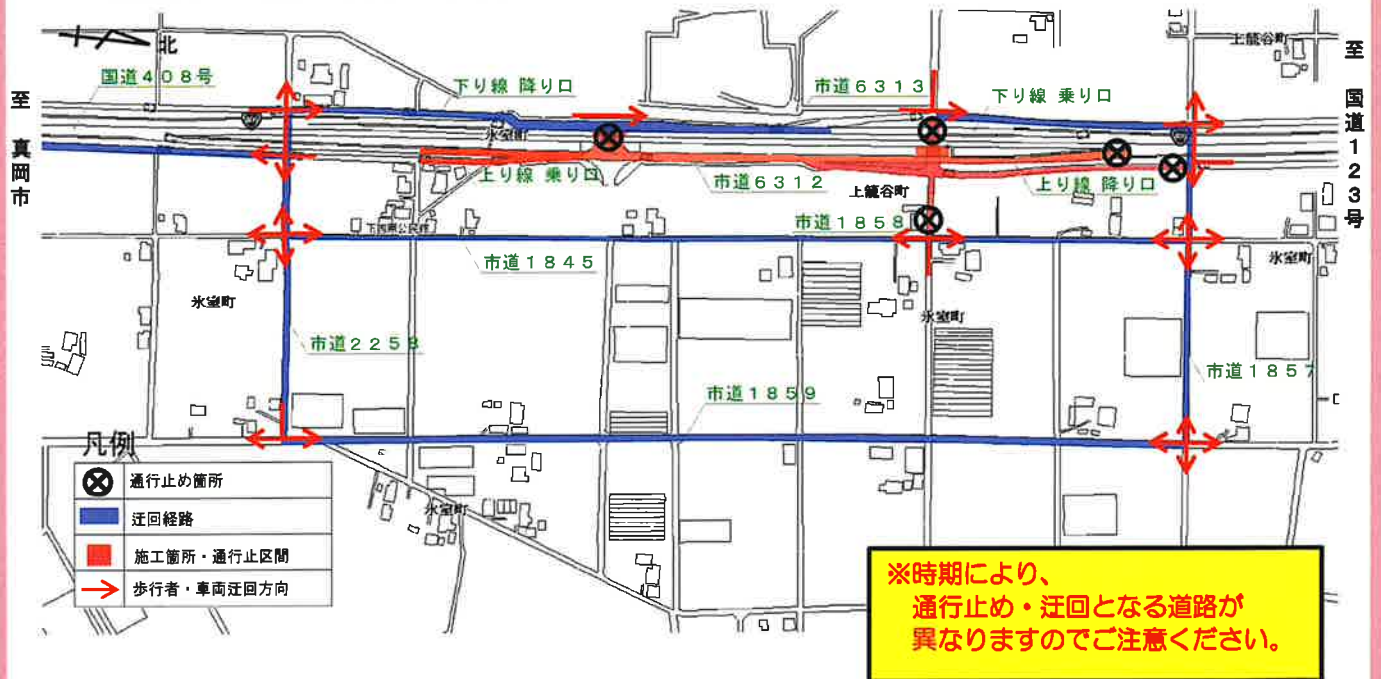 北
上籠谷町
至 国道123号
国道408号
下り線 降り口
市道6313
下り線 乗り口
至 真岡市
氷室町
上り線 乗り口
市道6312
上籠谷町
上り線 降り口
市道1858
市道1845
氷室町
氷室町
氷室町
市道2258
市道1857
市道1859
凡例
通行止め箇所
迂回経路
施工箇所・通行止区間
歩行者・車両迂回方向
氷室町
※時期により、
通行止め・迂回となる道路が
異なりますのでご注意ください。